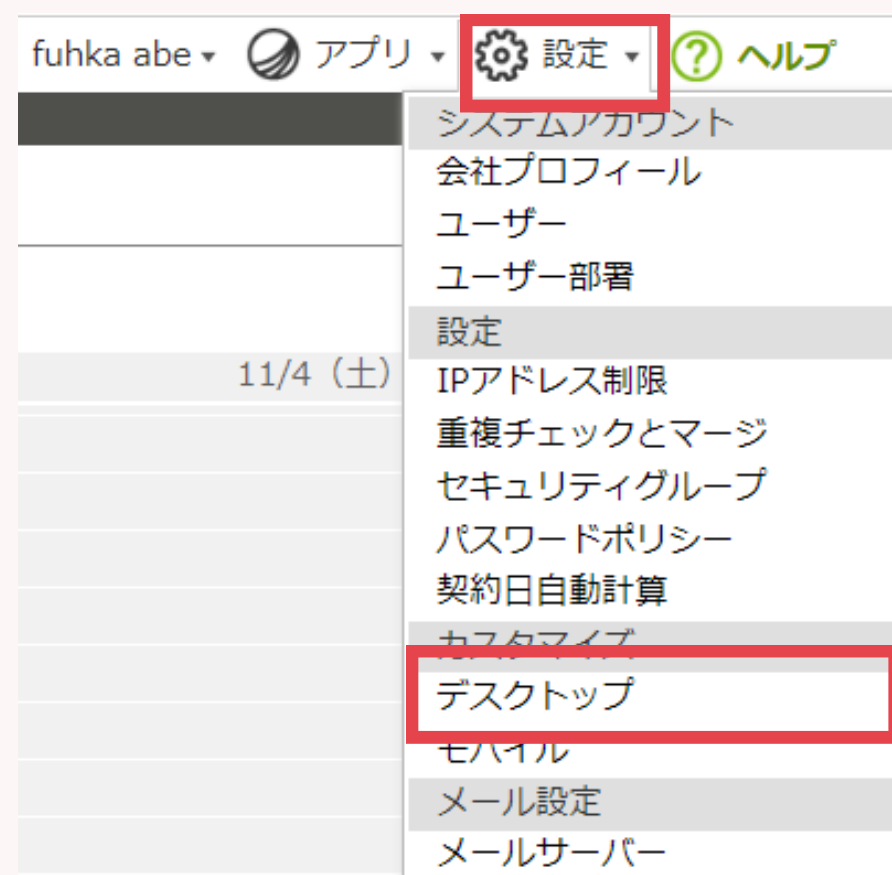 fuhka abe アプリ 設定 ヘルプ
システムアカウント
会社プロフィール
ユーザー
ユーザー部署
設定
11/4（土）
IPアドレス制限
重複チェックとマージ
セキュリティグループ
パスワードポリシー
契約日自動計算
カスタマイズ
デスクトップ
モバイル
メール設定
メールサーバー